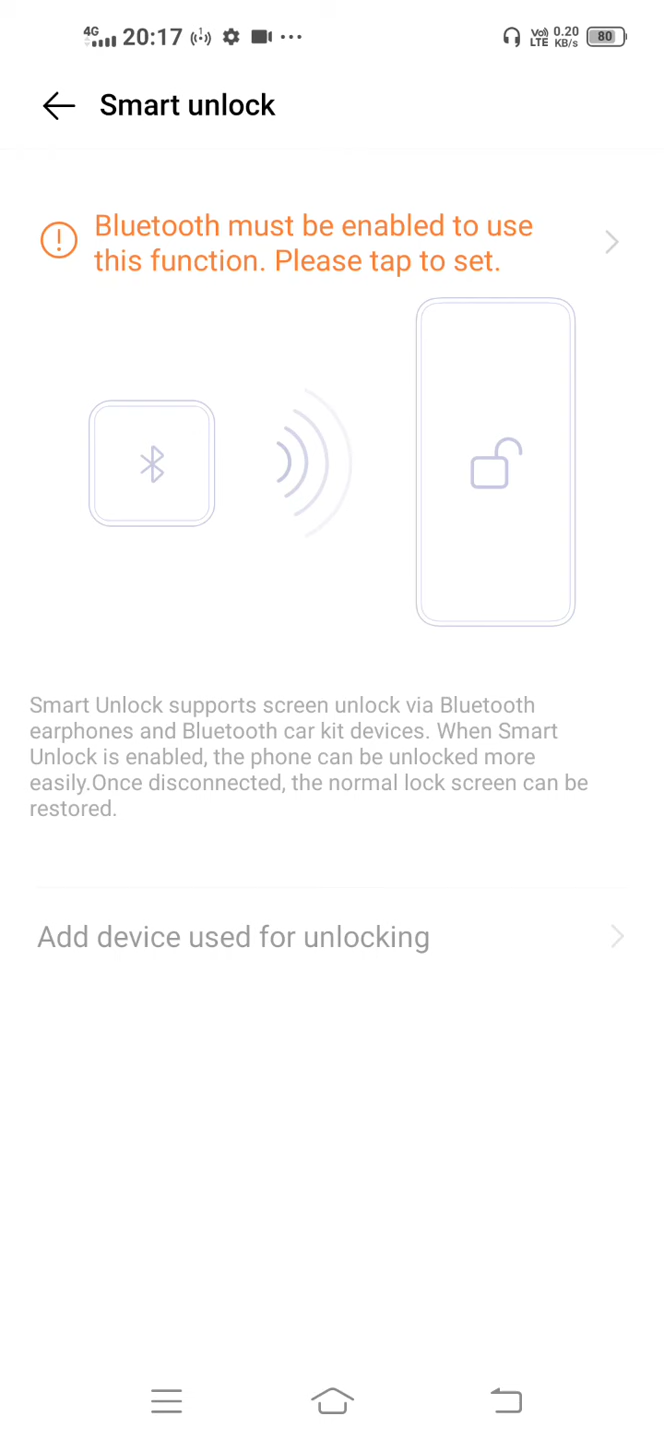 4G 20:17 Vo) 0.20 80
LTE KB/s
Smart unlock
Bluetooth must be enabled to use
this function. Please tap to set.
Smart Unlock supports screen unlock via Bluetooth
earphones and Bluetooth car kit devices. When Smart
Unlock is enabled, the phone can be unlocked more
easily.Once disconnected, the normal lock screen can be
restored.
Add device used for unlocking